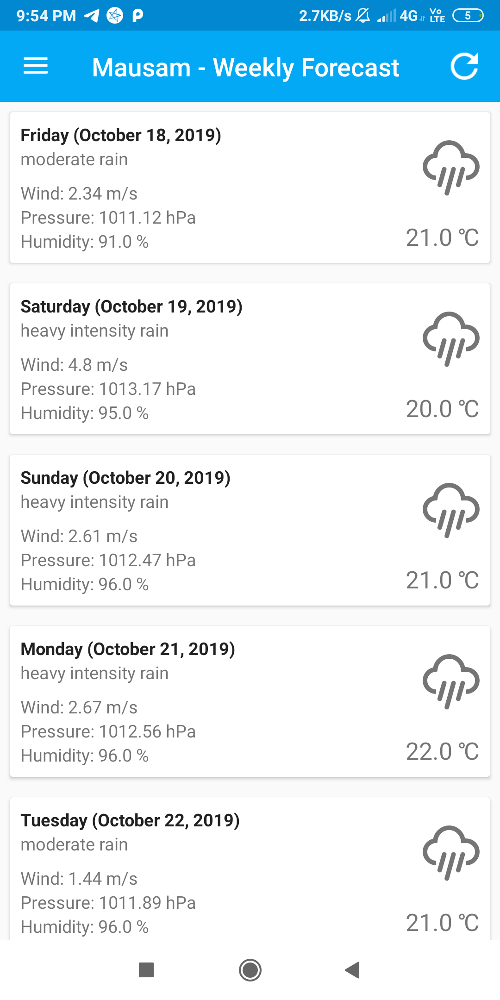 9:54 PM 2.7KB/s 4G Vo LTE 5
Mausam - Weekly Forecast
Friday (October 18, 2019)
moderate rain
Wind: 2.34 m/s
Pressure: 1011.12 hPa
Humidity: 91.0 %
21.0 °C
Saturday (October 19, 2019)
heavy intensity rain
Wind: 4.8 m/s
Pressure: 1013.17 hPa
Humidity: 95.0 %
20.0 °C
Sunday (October 20, 2019)
heavy intensity rain
Wind: 2.61 m/s
Pressure: 1012.47 hPa
Humidity: 96.0 %
21.0 °C
Monday (October 21, 2019)
heavy intensity rain
Wind: 2.67 m/s
Pressure: 1012.56 hPa
Humidity: 96.0 %
22.0 °C
Tuesday (October 22, 2019)
moderate rain
Wind: 1.44 m/s
Pressure: 1011.89 hPa
Humidity: 96.0 %
21.0 °C